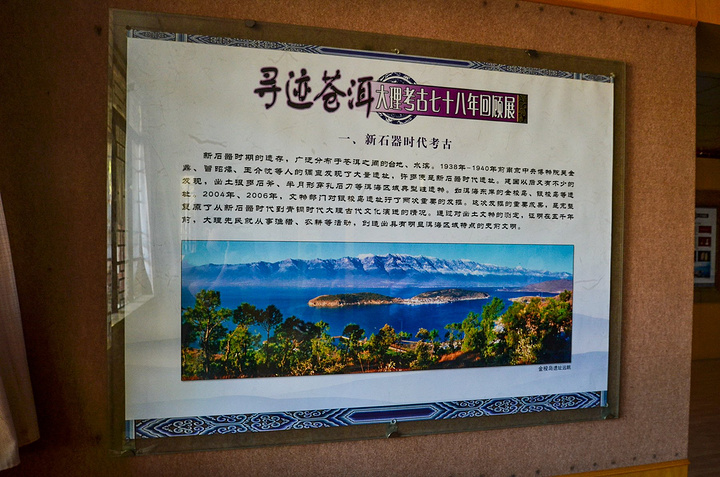 寻迹苍洱 大理考古七十八年回顾展
一、新石器时代考古
新石器时期的遗存，广泛分布于苍洱之间的台地、水滨。1938年-1940年前南京中央博物院吴金
鼎、曾昭燏、王介忱等人的调查发现了大量遗址，许多便是新石器时代遗址。建国以后又有不少的
发现，出土很多石斧、半月形穿孔石刀等洱海区域典型类遗物。如洱海东岸的金梭岛、银梭岛等遗
址。2004年、2006年，文物部门对银梭岛遗址行了两次重要的发掘。这次发掘的重要成果，是完整
复原了从新石器时代到青铜时代大理古代文化演进的情况。通过对出土文物的测定，证明在五千年
前，大理先民就从事渔猎、农耕等活动，创造出具有明显洱海区域特点的史前文明。
金梭岛遗址远眺